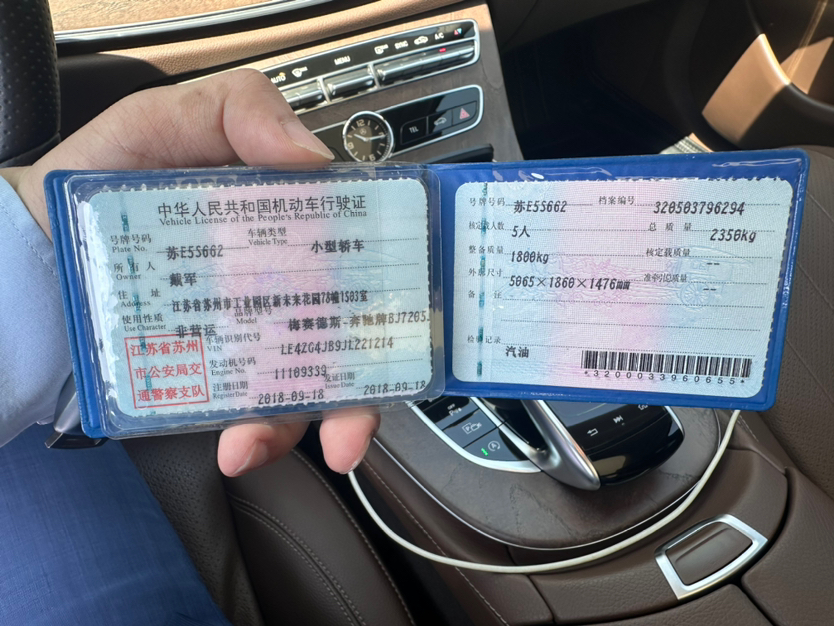 AUTO
MENU
SYNC
A/C
TEL
中华人民共和国机动车行驶证
Vehicle License of the People's Republic of China
号牌号码 苏E55662 车辆类型 小型轿车
Plate No. Vehicle Type
所有人 戴军
Owner
住址 江苏省苏州市工业园区新未来花园78幢1503室
Address
使用性质 非营运 品牌型号 梅赛德斯-奔驰牌BJ7205
Use Character Model
江苏省苏州
市公安局交
通警察支队
车辆识别代号 LE4ZG4JB9JL221214
VIN
发动机号码 11109339
Engine No.
注册日期 2018-09-18 发证日期 2018-09-18
Register Date Issue Date
号牌号码 苏E55662 档案编号 320503796294
核定载人数 5人 总质量 2350kg
整备质量 1800kg 核定载质量 --
外廓尺寸 5065×1860×1476mm 准牵引总质量 --
备注
检验记录 汽油
*3200033960655*